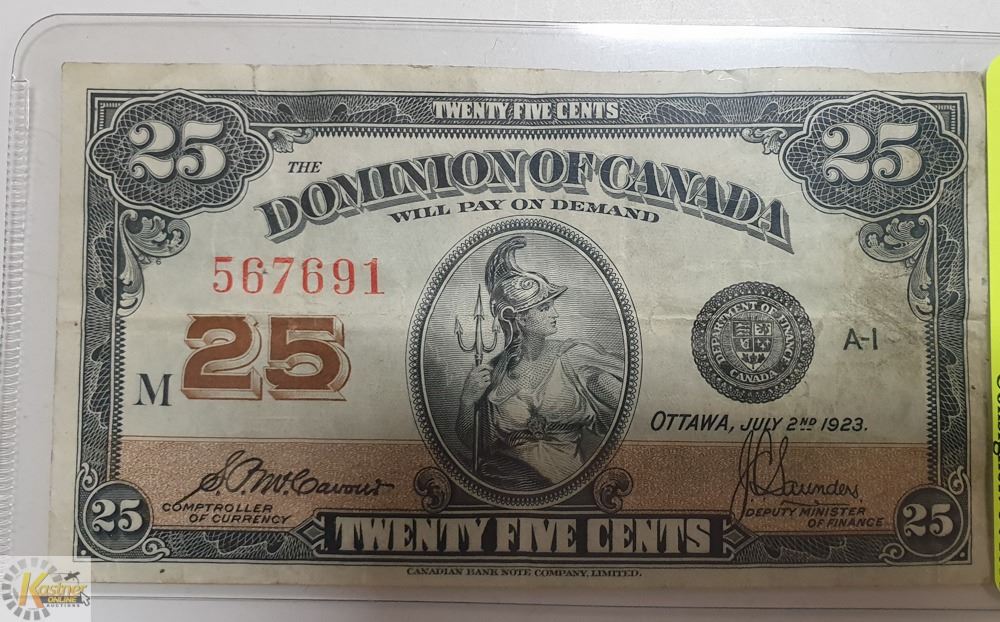 TWENTY FIVE CENTS
25 25
THE
DOMINION OF CANADA
WILL PAY ON DEMAND
567691
M 25
DEPARTMENT OF FINANCE
CANADA
A-1
OTTAWA, JULY 2ND 1923.
J.C. Saunders
COMPTROLLER
OF CURRENCY
DEPUTY MINISTER
OF FINANCE
25 25
TWENTY FIVE CENTS
CANADIAN BANK NOTE COMPANY, LIMITED.
Kastner
ONLINE
AUCTIONS